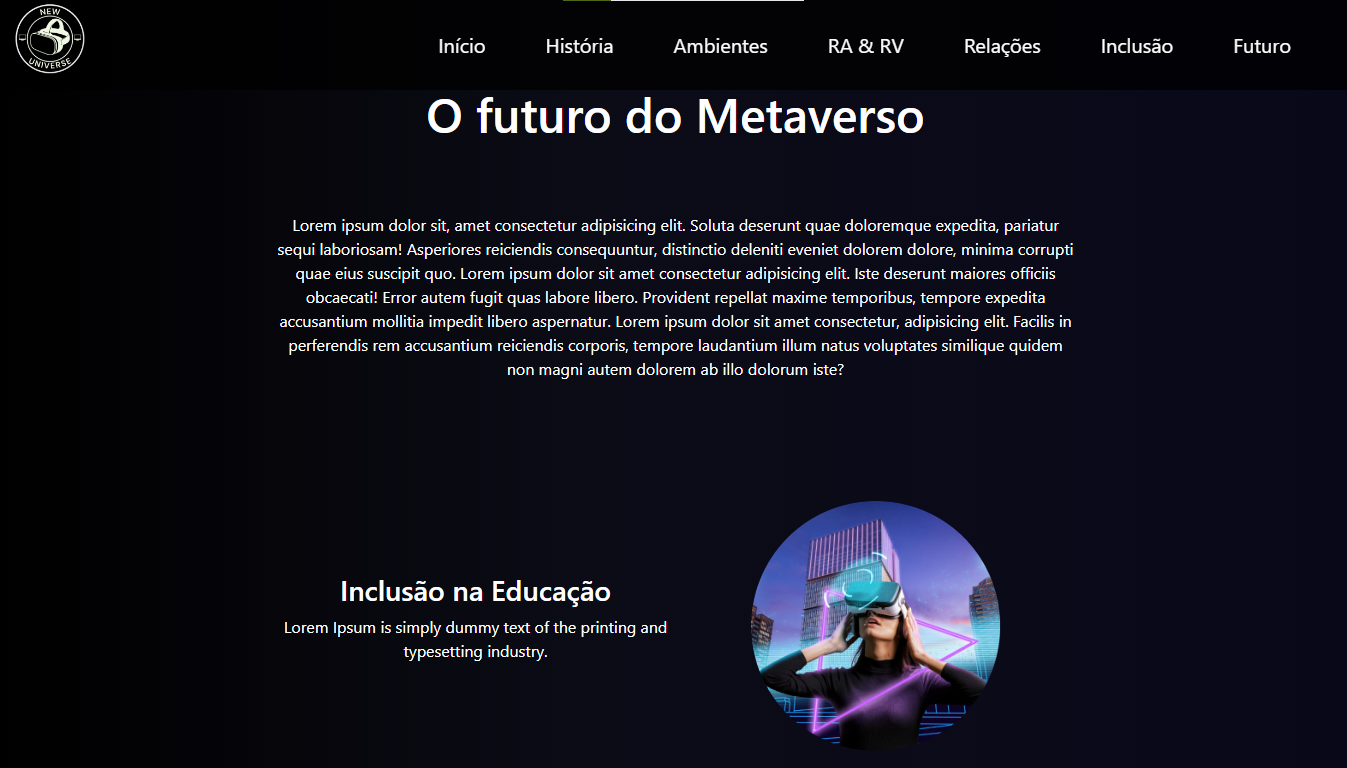 NEW
UNIVERSE
Início História Ambientes RA & RV Relações Inclusão Futuro
O futuro do Metaverso
Lorem ipsum dolor sit, amet consectetur adipisicing elit. Soluta deserunt quae doloremque expedita, pariatur
sequi laboriosam! Asperiores reiciendis consequuntur, distinctio deleniti eveniet dolorem dolore, minima corrupti
quae eius suscipit quo. Lorem ipsum dolor sit amet consectetur adipisicing elit. Iste deserunt maiores officiis
obcaecati! Error autem fugit quas labore libero. Provident repellat maxime temporibus, tempore expedita
accusantium mollitia impedit libero aspernatur. Lorem ipsum dolor sit amet consectetur, adipisicing elit. Facilis in
perferendis rem accusantium reiciendis corporis, tempore laudantium illum natus voluptates similique quidem
non magni autem dolorem ab illo dolorum iste?
Inclusão na Educação
Lorem Ipsum is simply dummy text of the printing and
typesetting industry.